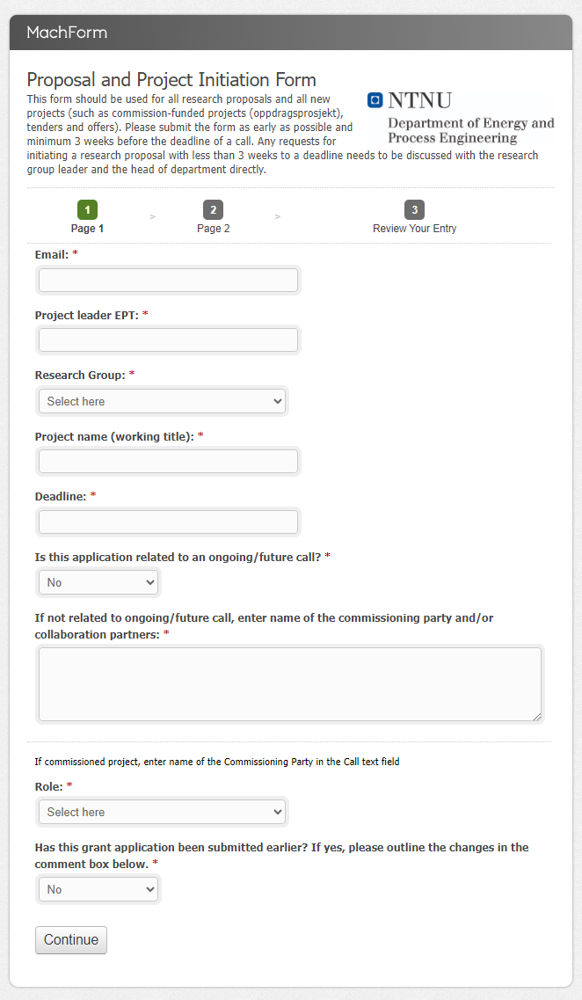 MachForm
Proposal and Project Initiation Form
This form should be used for all research proposals and all new
projects (such as commission-funded projects (oppdragsprosjekt),
tenders and offers). Please submit the form as early as possible and
minimum 3 weeks before the deadline of a call. Any requests for
initiating a research proposal with less than 3 weeks to a deadline needs to be discussed with the research
group leader and the head of department directly.
NTNU
Department of Energy and
Process Engineering
1 > 2 > 3
Page 1 Page 2 Review Your Entry
Email: *
Project leader EPT: *
Research Group: *
Select here
Project name (working title): *
Deadline: *
Is this application related to an ongoing/future call? *
No
If not related to ongoing/future call, enter name of the commissioning party and/or
collaboration partners: *
If commissioned project, enter name of the Commissioning Party in the Call text field
Role: *
Select here
Has this grant application been submitted earlier? If yes, please outline the changes in the
comment box below. *
No
Continue